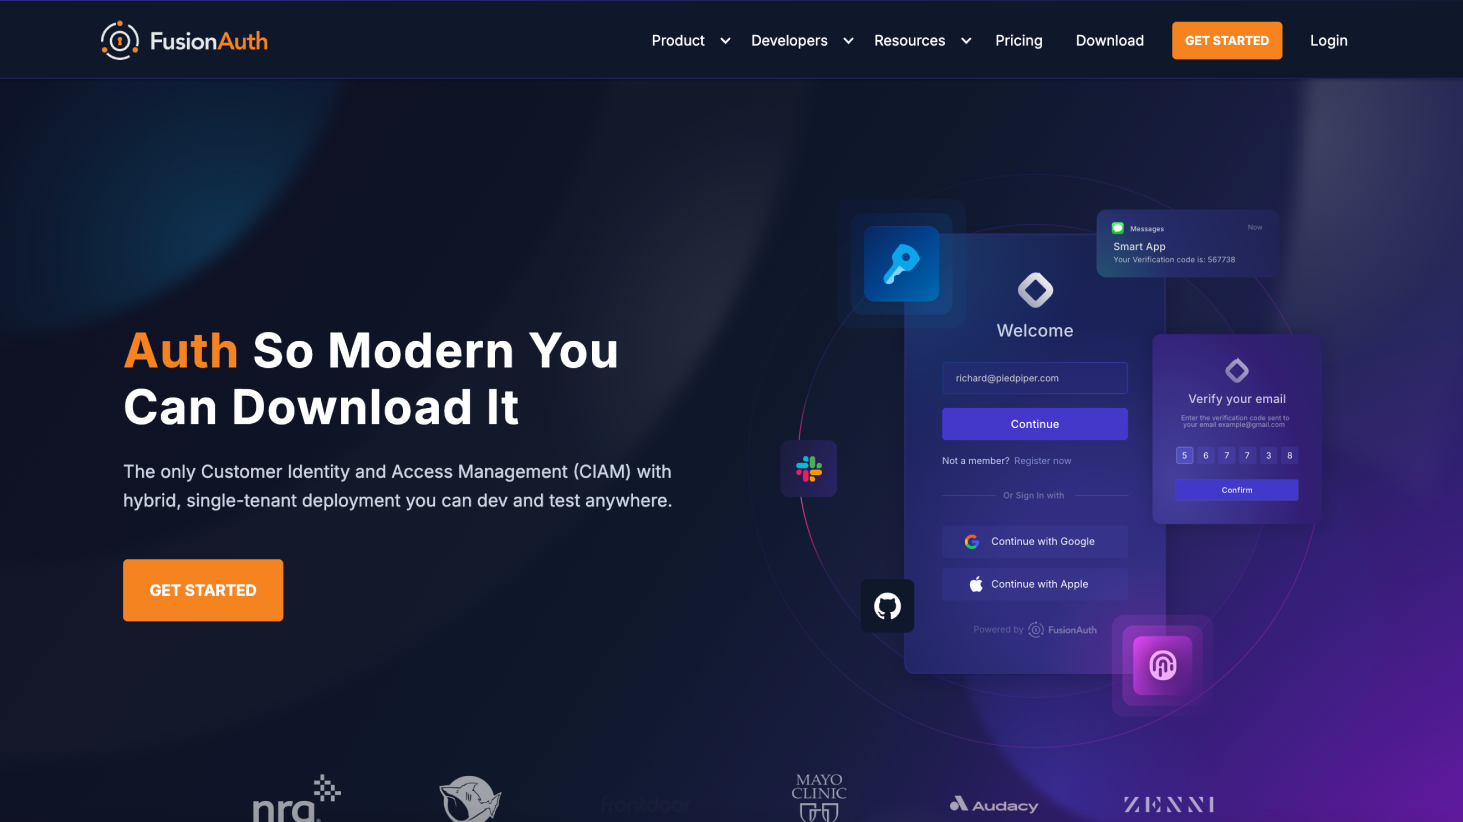 FusionAuth
Product
Developers
Resources
Pricing
Download
GET STARTED
Login
Auth So Modern You
Can Download It
The only Customer Identity and Access Management (CIAM) with
hybrid, single-tenant deployment you can dev and test anywhere.
GET STARTED
Messages
Now
Smart App
Your Verification code is: 567738
Welcome
richard@piedpiper.com
Continue
Not a member? Register now
Or Sign In with
Continue with Google
Continue with Apple
Powered by FusionAuth
Verify your email
Enter the verification code sent to
your email example@gmail.com
5 6 7 7 3 8
Confirm
nrg.
frontdoor
MAYO
CLINIC
Audacy
ZENNI